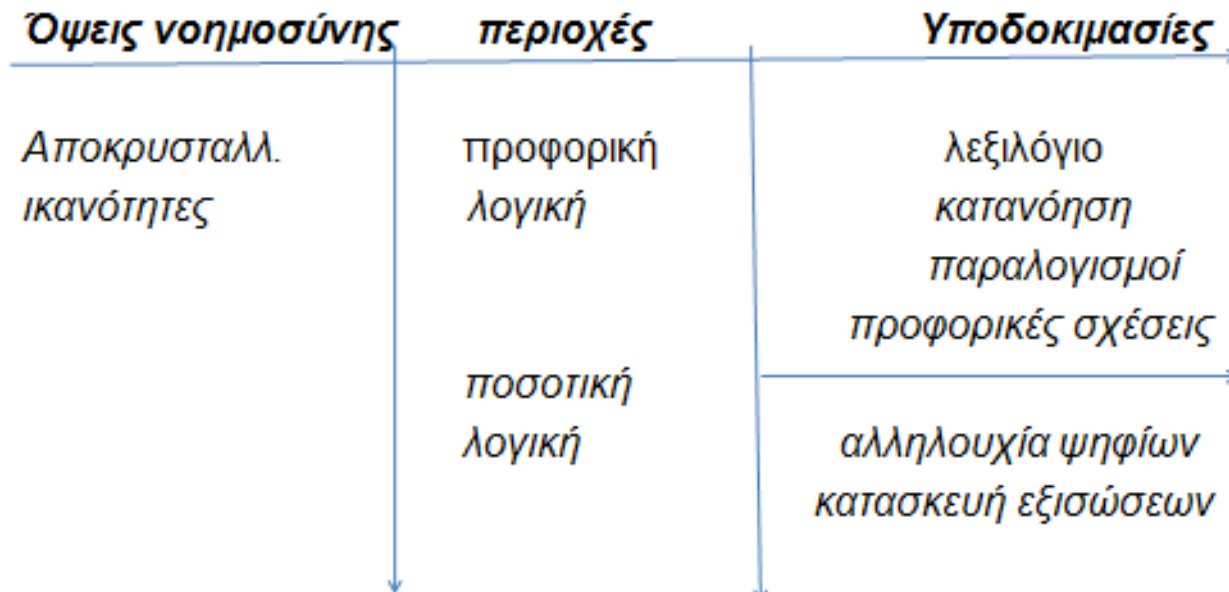 Όψεις νοημοσύνης περιοχές Υποδοκιμασίες
Αποκρυσταλλ. προφορική λεξιλόγιο
ικανότητες λογική κατανόηση
παραλογισμοί
προφορικές σχέσεις
ποσοτική
λογική αλληλουχία ψηφίων
κατασκευή εξισώσεων